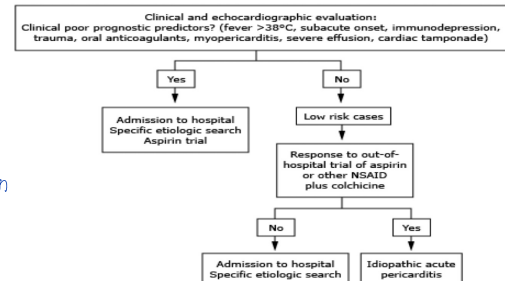 Clinical and echocardiographic evaluation:
Clinical poor prognostic predictors? (fever >38°C, subacute onset, immunodepression,
trauma, oral anticoagulants, myopericarditis, severe effusion, cardiac tamponade)
Yes
No
Admission to hospital
Specific etiologic search
Aspirin trial
Low risk cases
Response to out-of-
hospital trial of aspirin
or other NSAID
plus colchicine
No
Yes
Admission to hospital
Specific etiologic search
Idiopathic acute
pericarditis